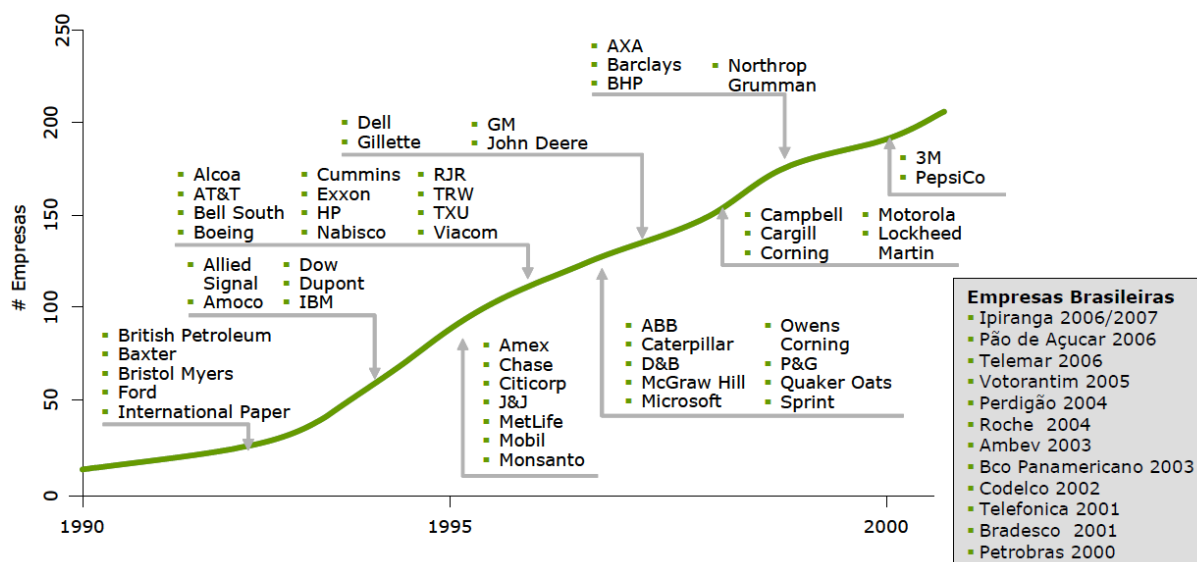 250
200
150
100
50
0
# Empresas
1990
1995
2000
▪ British Petroleum
▪ Baxter
▪ Bristol Myers
▪ Ford
▪ International Paper
▪ Allied
Signal
▪ Amoco
▪ Dow
▪ Dupont
▪ IBM
▪ Alcoa
▪ AT&T
▪ Bell South
▪ Boeing
▪ Cummins
▪ Exxon
▪ HP
▪ Nabisco
▪ RJR
▪ TRW
▪ TXU
▪ Viacom
▪ Dell
▪ Gillette
▪ GM
▪ John Deere
▪ AXA
▪ Barclays
▪ BHP
▪ Northrop
Grumman
▪ Amex
▪ Chase
▪ Citicorp
▪ J&J
▪ MetLife
▪ Mobil
▪ Monsanto
▪ ABB
▪ Caterpillar
▪ D&B
▪ McGraw Hill
▪ Microsoft
▪ Owens
Corning
▪ P&G
▪ Quaker Oats
▪ Sprint
▪ Campbell
▪ Cargill
▪ Corning
▪ Motorola
▪ Lockheed
Martin
▪ 3M
▪ PepsiCo
Empresas Brasileiras
▪ Ipiranga 2006/2007
▪ Pão de Açucar 2006
▪ Telemar 2006
▪ Votorantim 2005
▪ Perdigão 2004
▪ Roche 2004
▪ Ambev 2003
▪ Bco Panamericano 2003
▪ Codelco 2002
▪ Telefonica 2001
▪ Bradesco 2001
▪ Petrobras 2000